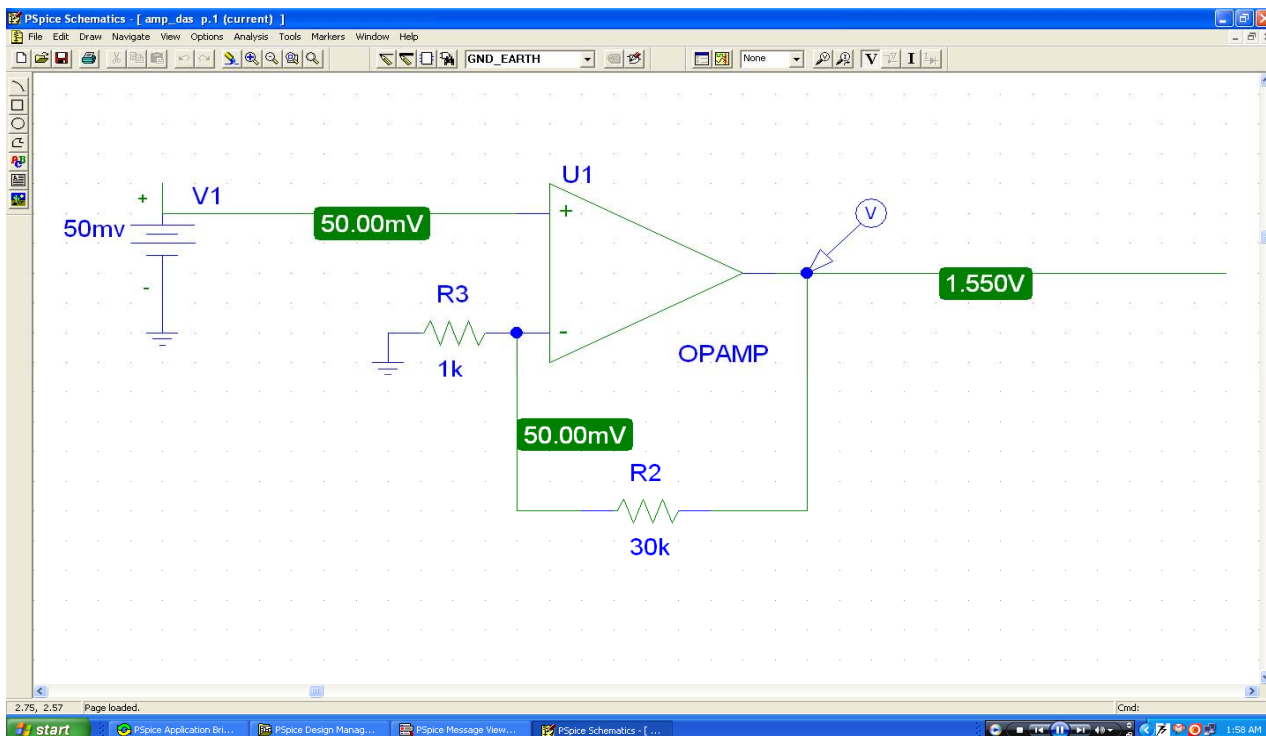 PSpice Schematics - [ amp_das p.1 (current) ]
File Edit Draw Navigate View Options Analysis Tools Markers Window Help
GND_EARTH
None
V
I
ABC
U1
+ V1
50.00mV
+
V
50mv
-
1.550V
R3
-
OPAMP
1k
50.00mV
R2
30k
2.75, 2.57 Page loaded.
Cmd:
start
PSpice Application Bri...
PSpice Design Manag...
PSpice Message View...
PSpice Schematics - [ ...
1:58 AM